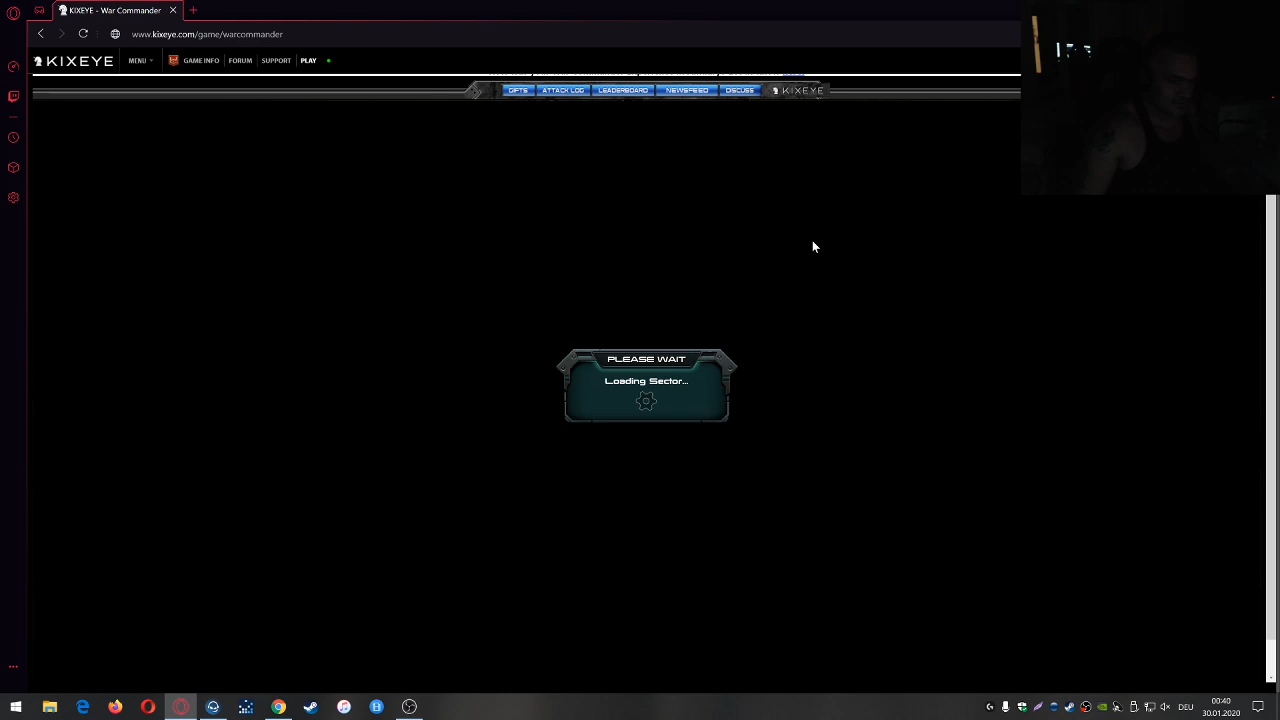 KIXEYE - War Commander
www.kixeye.com/game/warcommander
KIXEYE
MENU
GAME INFO
FORUM
SUPPORT
PLAY
GIFTS
ATTACK LOG
LEADERBOARD
NEWSFEED
DISCUSS
KIXEYE
PLEASE WAIT
Loading Sector...
DEU
00:40
30.01.2020